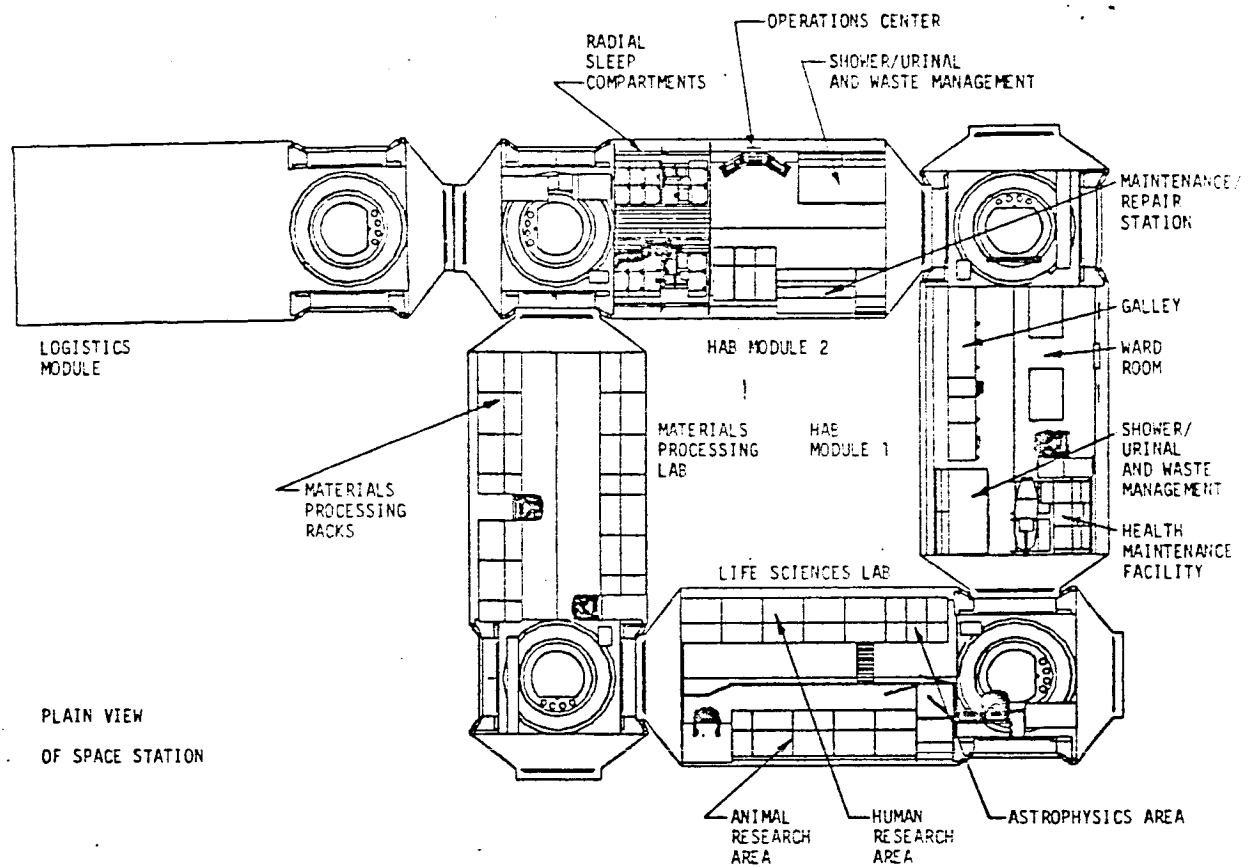 OPERATIONS CENTER
RADIAL
SLEEP
COMPARTMENTS
SHOWER/URINAL
AND WASTE MANAGEMENT
MAINTENANCE/
REPAIR
STATION
LOGISTICS
MODULE
HAB MODULE 2
GALLEY
WARD
ROOM
MATERIALS
PROCESSING
LAB
HAB
MODULE 1
SHOWER/
URINAL
AND WASTE
MANAGEMENT
MATERIALS
PROCESSING
RACKS
HEALTH
MAINTENANCE
FACILITY
LIFE SCIENCES LAB
PLAIN VIEW
OF SPACE STATION
ANIMAL
RESEARCH
AREA
HUMAN
RESEARCH
AREA
ASTROPHYSICS AREA